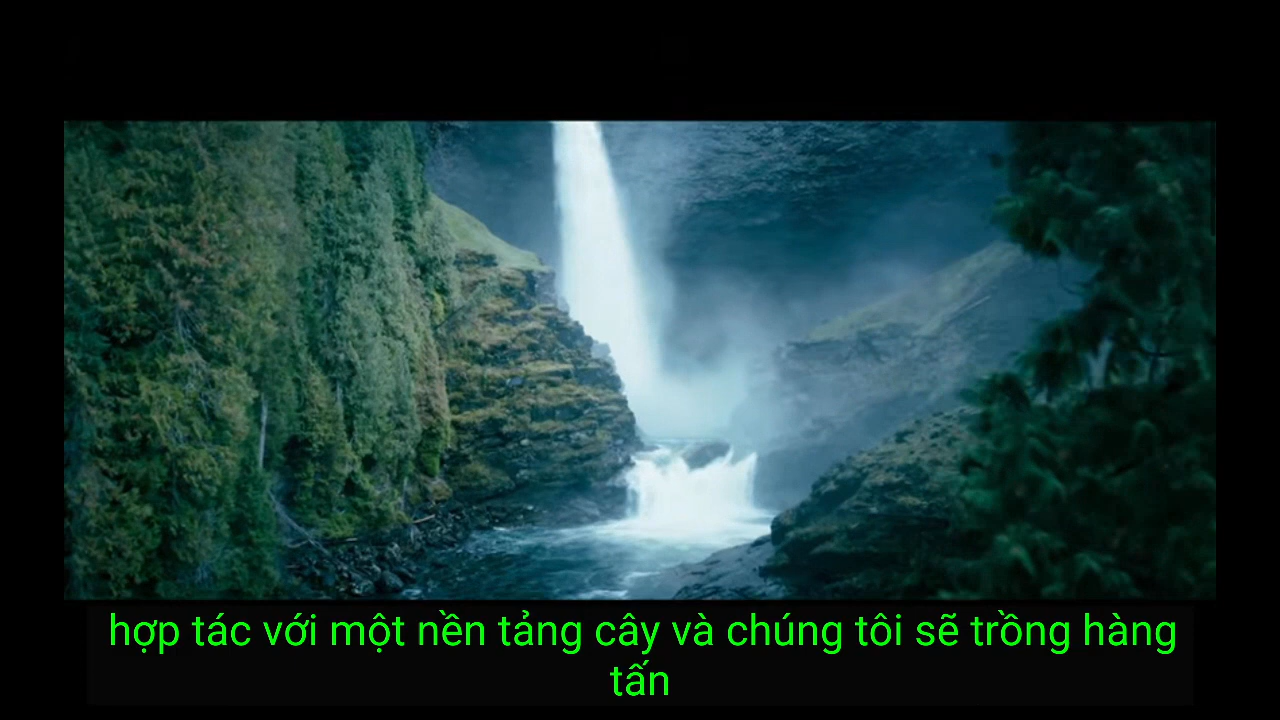 hợp tác với một nền tảng cây và chúng tôi sẽ trồng hàng
tấn